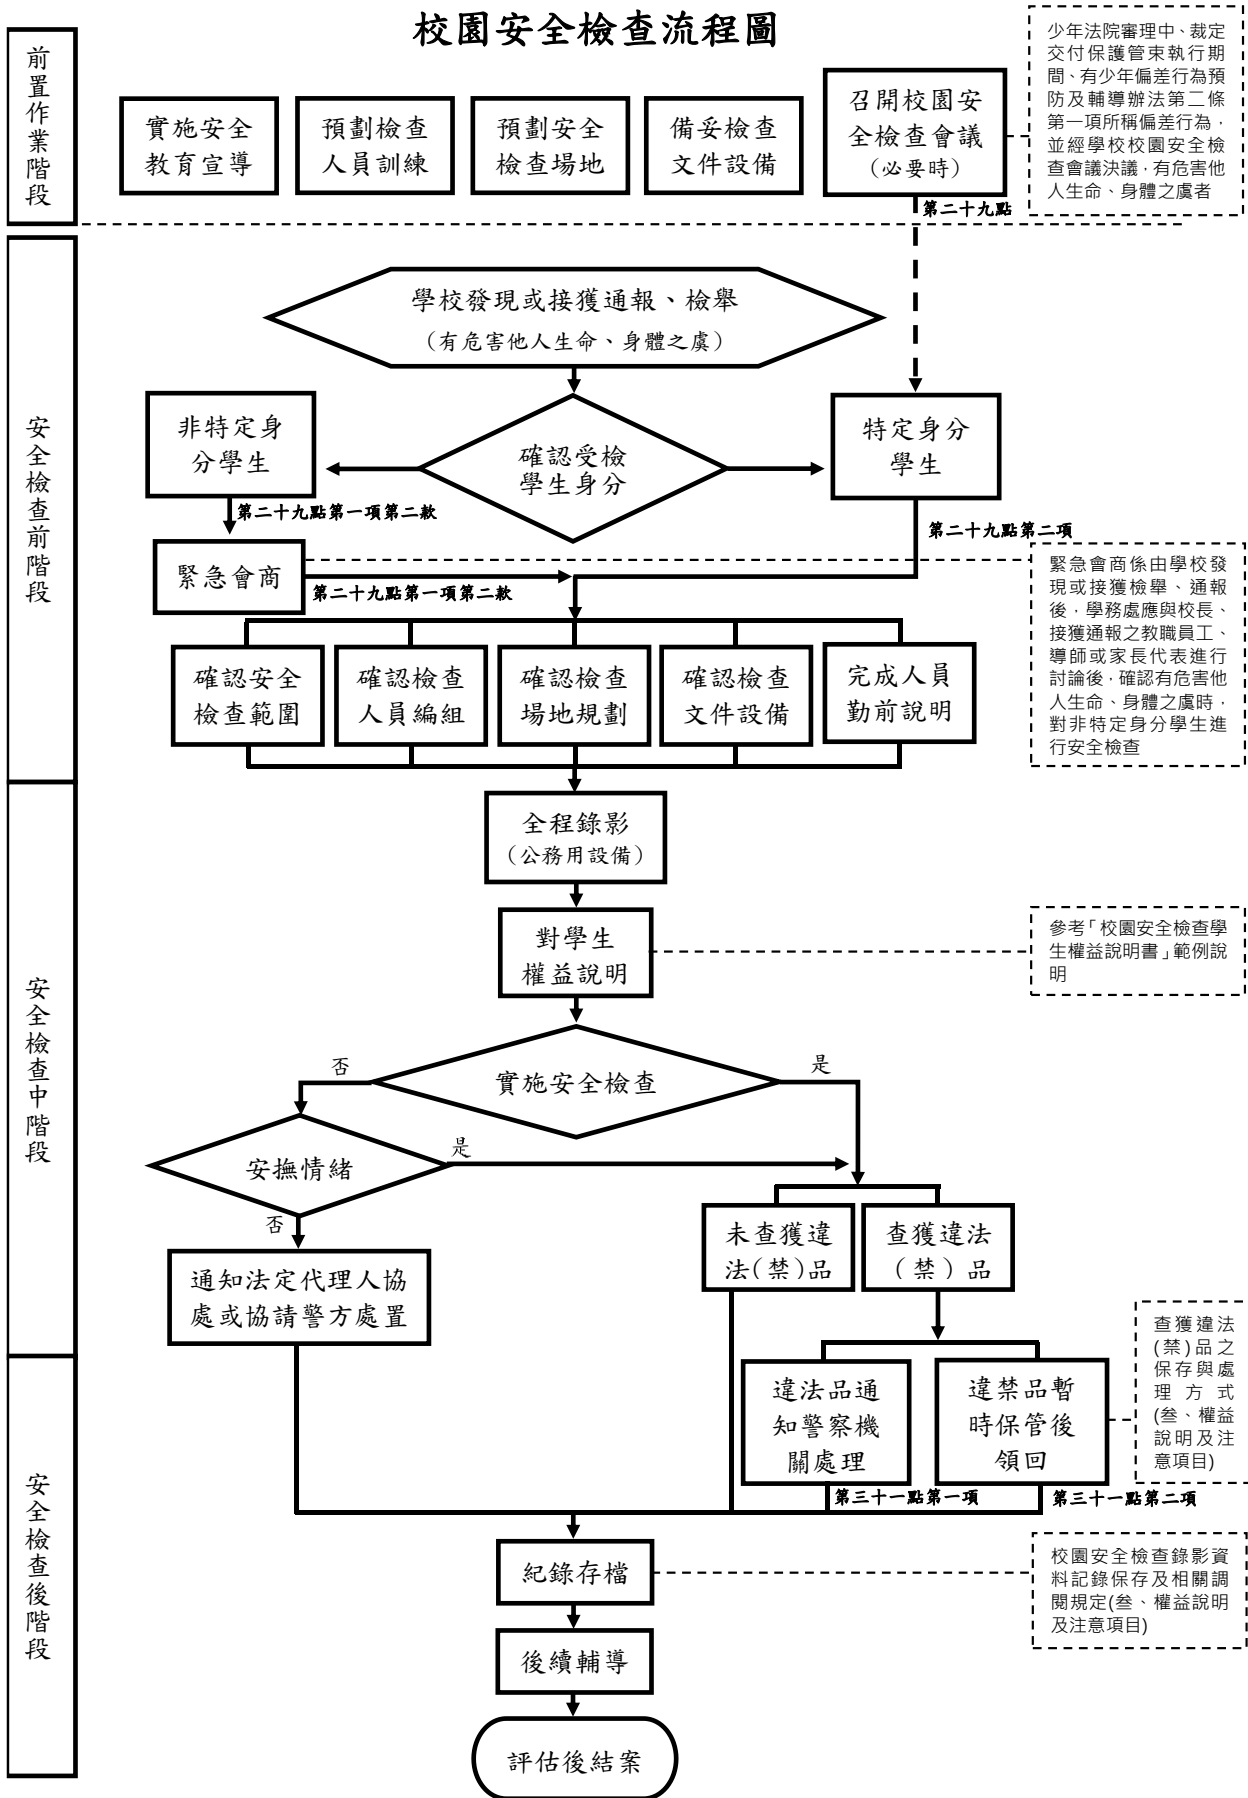 校園安全檢查流程圖
前置作業階段
實施安全
教育宣導
預劃檢查
人員訓練
預劃安全
檢查場地
備妥檢查
文件設備
召開校園安
全檢查會議
(必要時)
少年法院審理中、裁定
交付保護管束執行期
間、有少年偏差行為預
防及輔導辦法第二條
第一項所稱偏差行為，
並經學校校園安全檢
查會議決議，有危害他
人生命、身體之虞者
第二十九點
安全檢查前階段
學校發現或接獲通報、檢舉
(有危害他人生命、身體之虞)
非特定身
分學生
確認受檢
學生身分
特定身分
學生
第二十九點第一項第二款
第二十九點第二項
緊急會商
第二十九點第一項第二款
緊急會商係由學校發
現或接獲檢舉、通報
後，學務處應與校長、
接獲通報之教職員工、
導師或家長代表進行
討論後，確認有危害他
人生命、身體之虞時，
對非特定身分學生進
行安全檢查
確認安全
檢查範圍
確認檢查
人員編組
確認檢查
場地規劃
確認檢查
文件設備
完成人員
勤前說明
安全檢查中階段
全程錄影
(公務用設備)
對學生
權益說明
參考「校園安全檢查學
生權益說明書」範例說
明
實施安全檢查
否
是
安撫情緒
是
否
通知法定代理人協
處或協請警方處置
未查獲違
法(禁)品
查獲違法
(禁)品
安全檢查後階段
違法品通
知警察機
關處理
違禁品暫
時保管後
領回
查獲違法
(禁)品之
保存與處
理方式
(叁、權益
說明及注
意項目)
第三十一點第一項
第三十一點第二項
紀錄存檔
校園安全檢查錄影資
料記錄保存及相關調
閱規定(叁、權益說明
及注意項目)
後續輔導
評估後結案